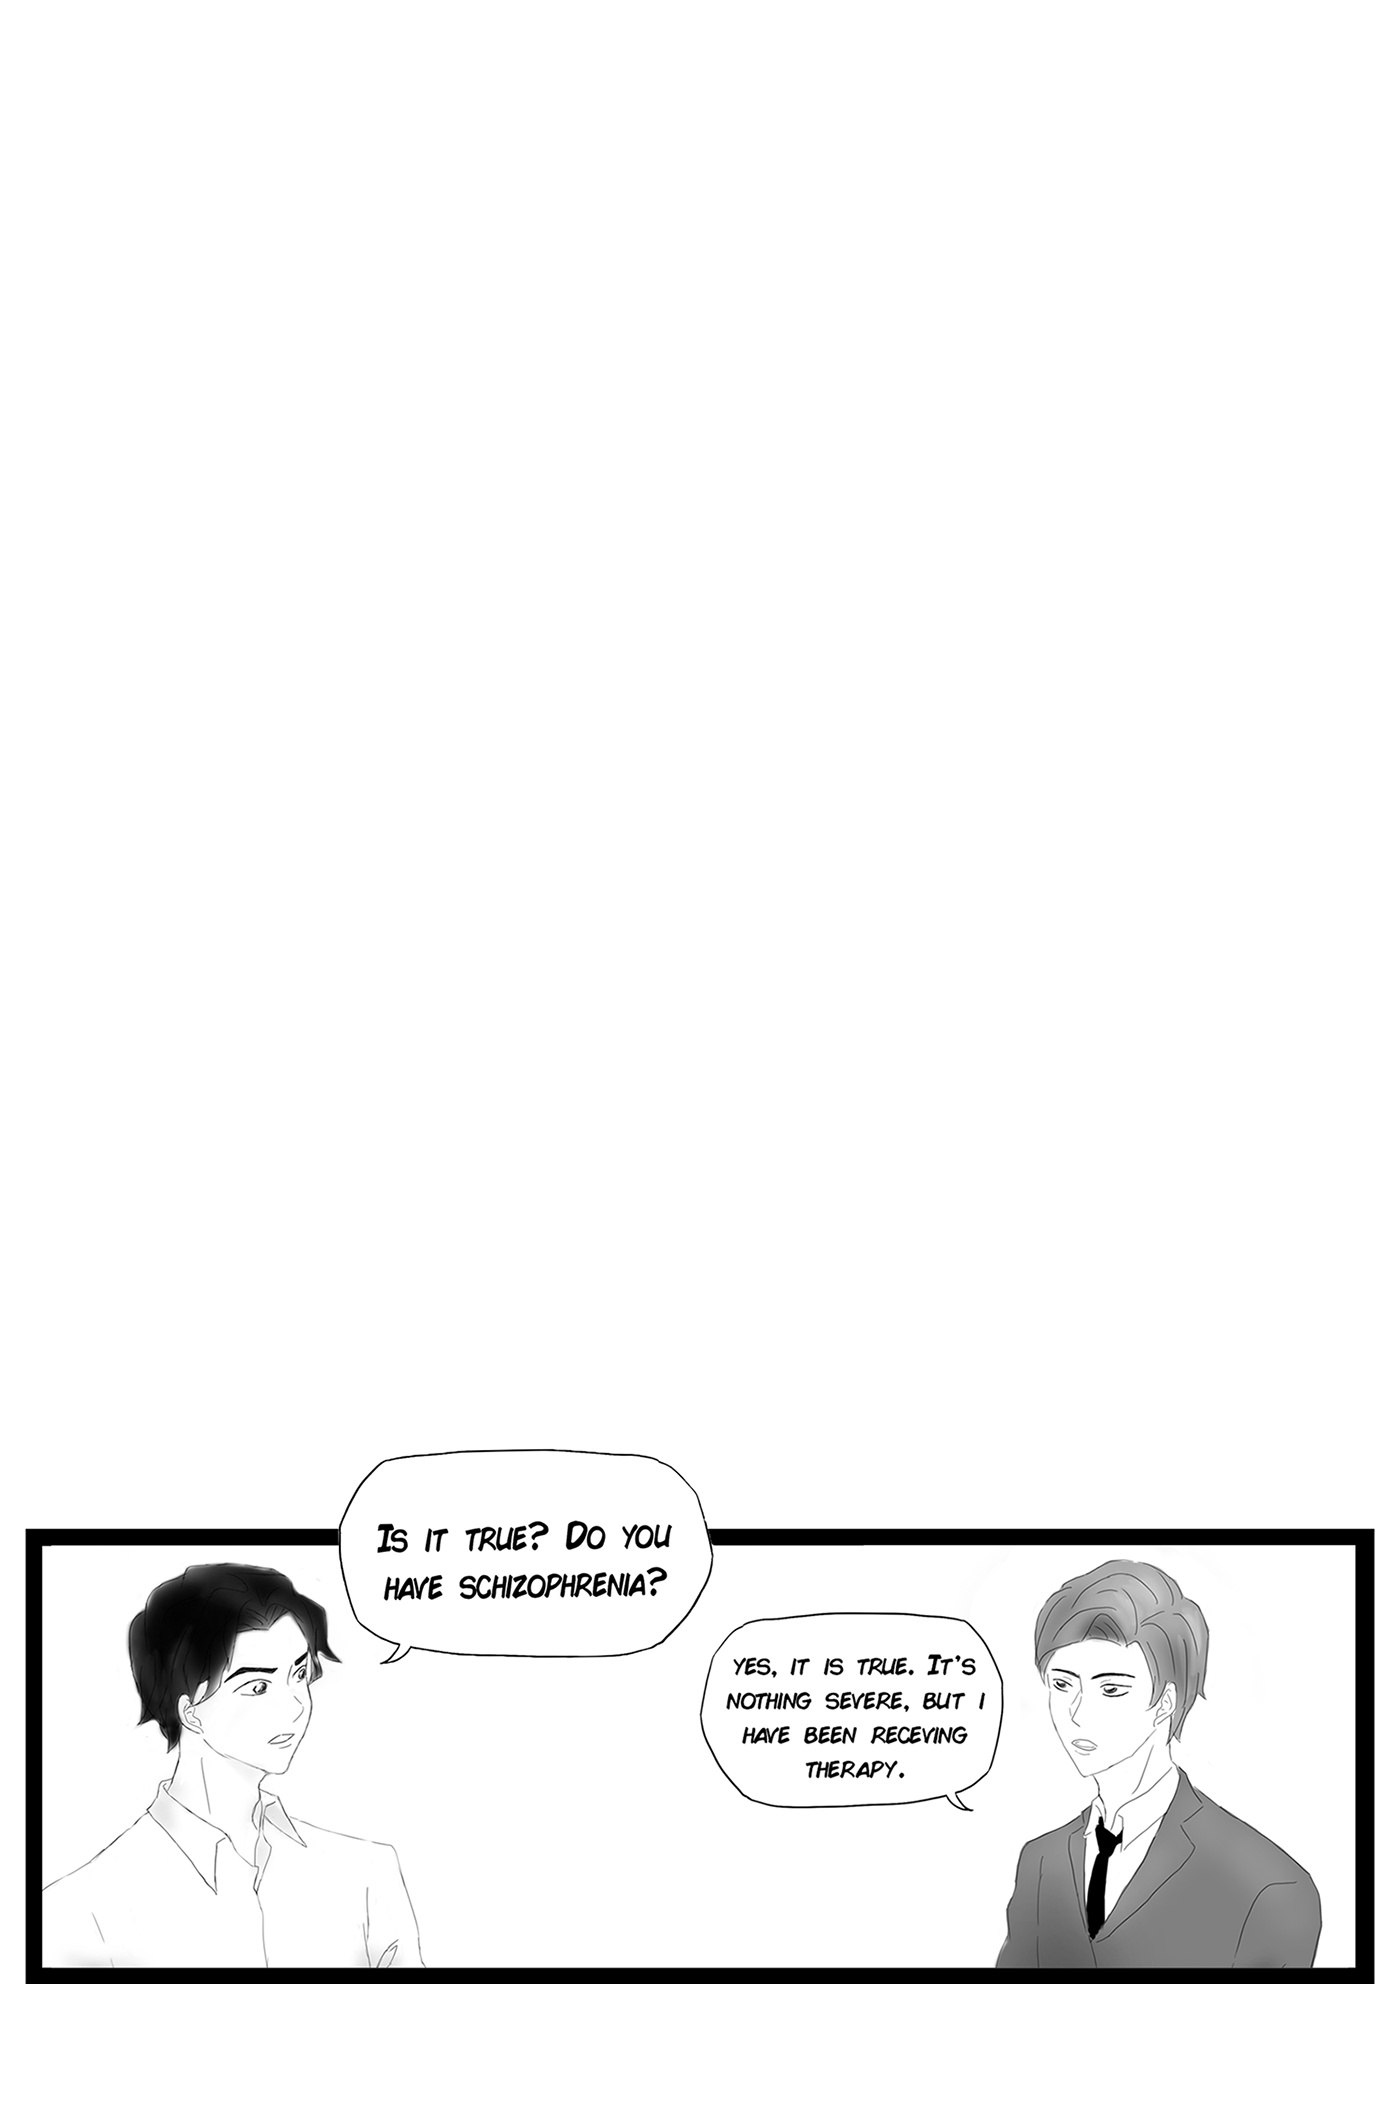 Is it true? Do you
have schizophrenia?
yes, it is true. It's
nothing severe, but i
have been receving
therapy.